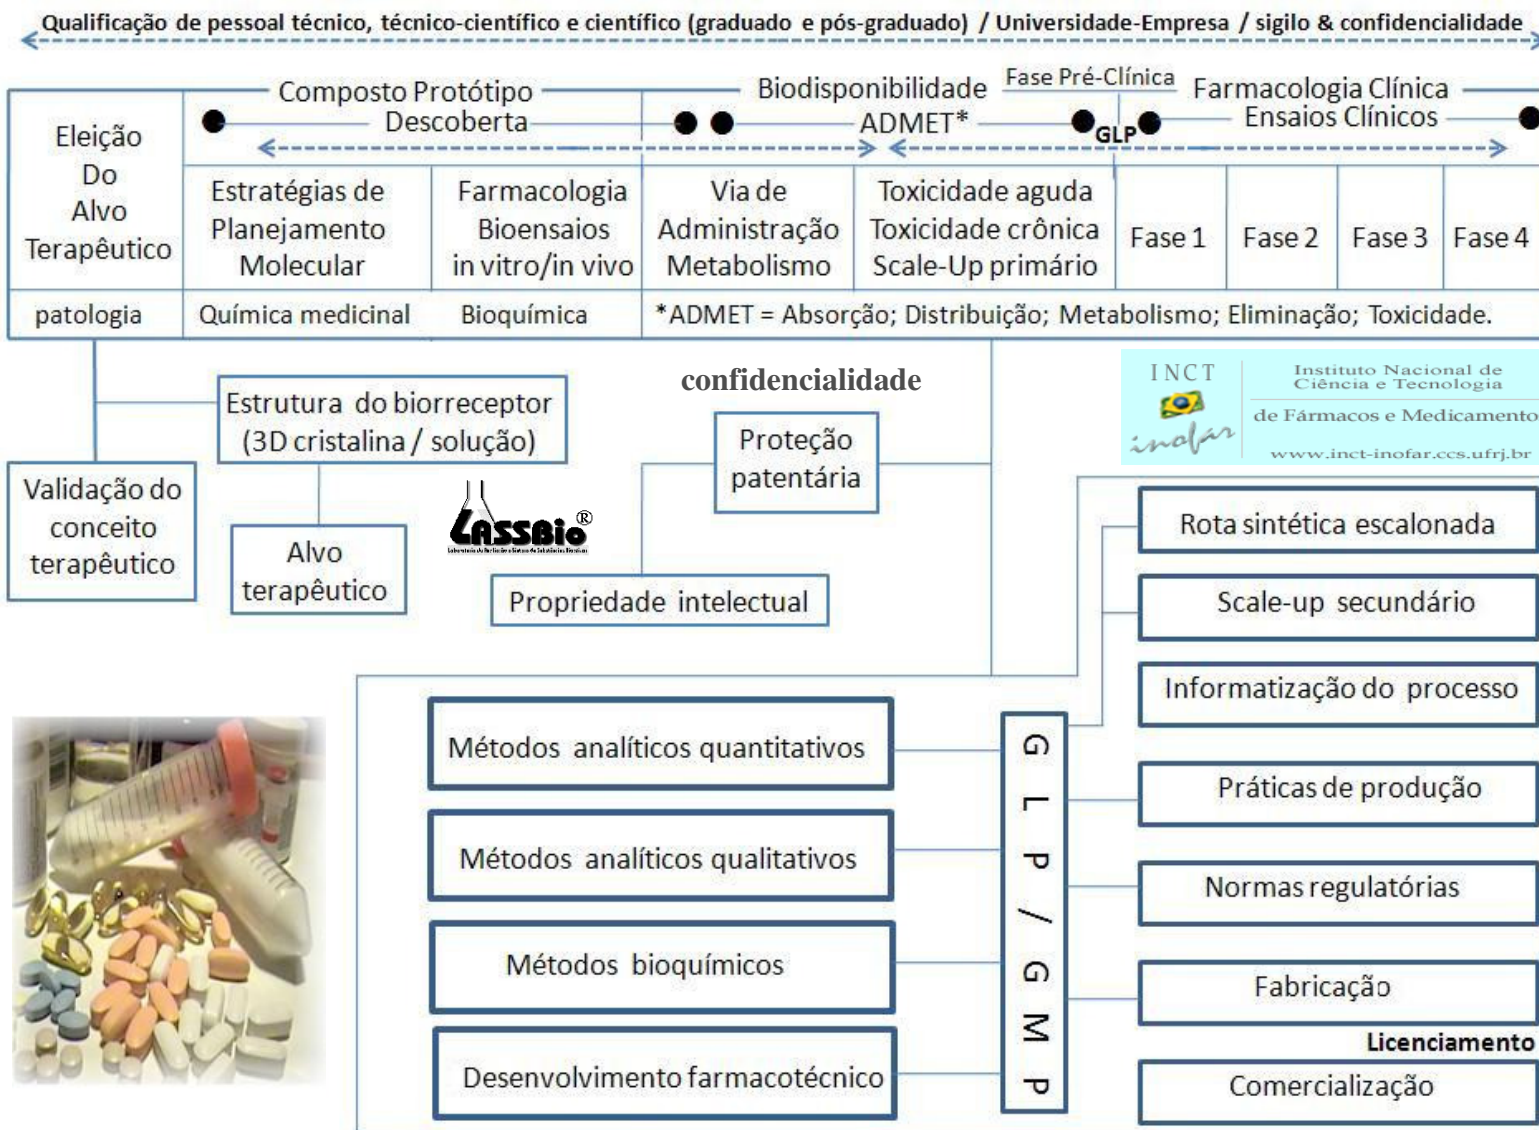 Qualificação de pessoal técnico, técnico-científico e científico (graduado e pós-graduado) / Universidade-Empresa / sigilo & confidencialidade
Eleição
Do
Alvo
Terapêutico
Composto Protótipo
Descoberta
Biodisponibilidade
ADMET*
Fase Pré-Clínica
GLP
Farmacologia Clínica
Ensaios Clínicos
Estratégias de
Planejamento
Molecular
Farmacologia
Bioensaios
in vitro/in vivo
Via de
Administração
Metabolismo
Toxicidade aguda
Toxicidade crônica
Scale-Up primário
Fase 1
Fase 2
Fase 3
Fase 4
patologia
Química medicinal
Bioquímica
*ADMET = Absorção; Distribuição; Metabolismo; Eliminação; Toxicidade.
Estrutura do biorreceptor
(3D cristalina / solução)
Validação do
conceito
terapêutico
Alvo
terapêutico
LASSBio®
confidencialidade
Proteção
patentária
Propriedade intelectual
INCT
inofar
Instituto Nacional de
Ciência e Tecnologia
de Fármacos e Medicamento
www.inct-inofar.ccs.ufrj.br
Métodos analíticos quantitativos
Métodos analíticos qualitativos
Métodos bioquímicos
Desenvolvimento farmacotécnico
GLP/GMP
Rota sintética escalonada
Scale-up secundário
Informatização do processo
Práticas de produção
Normas regulatórias
Fabricação
Licenciamento
Comercialização